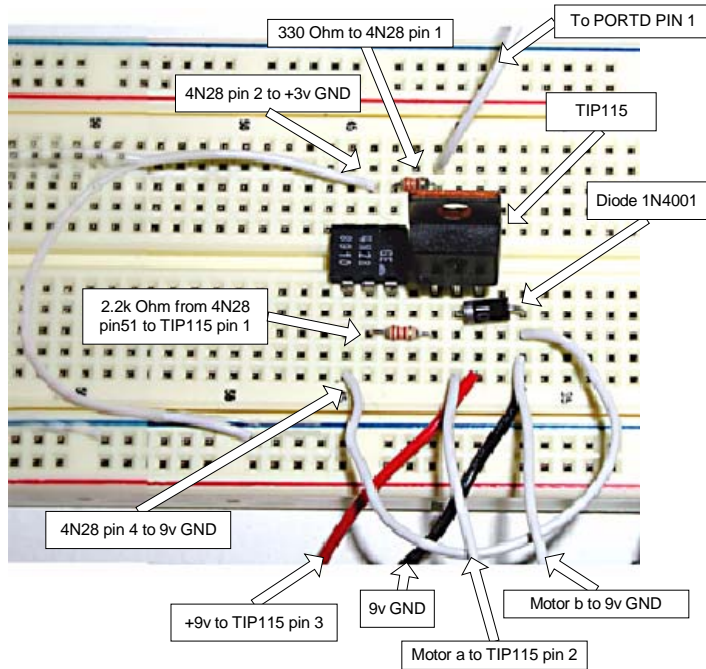 330 Ohm to 4N28 pin 1
To PORTD PIN 1
4N28 pin 2 to +3v GND
TIP115
Diode 1N4001
2.2k Ohm from 4N28
pin51 to TIP115 pin 1
4N28 pin 4 to 9v GND
+9v to TIP115 pin 3
9v GND
Motor b to 9v GND
Motor a to TIP115 pin 2
GE
4N28